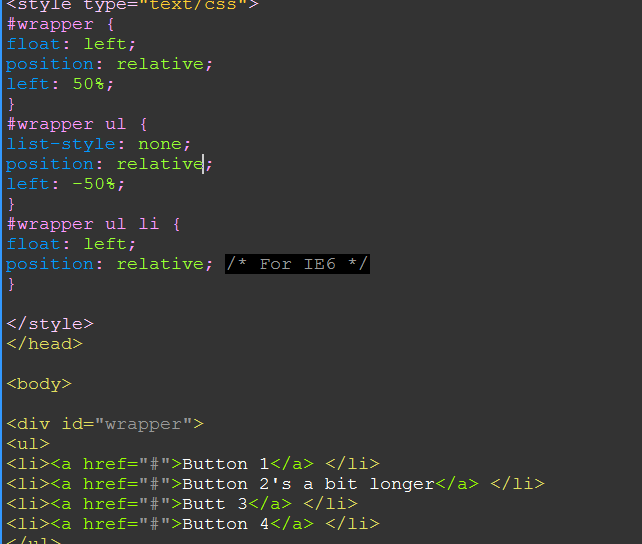 <style type="text/css">
#wrapper {
float: left;
position: relative;
left: 50%;
}
#wrapper ul {
list-style: none;
position: relative;
left: -50%;
}
#wrapper ul li {
float: left;
position: relative; /* For IE6 */
}
</style>
</head>
<body>
<div id="wrapper">
<ul>
<li><a href="#">Button 1</a> </li>
<li><a href="#">Button 2's a bit longer</a> </li>
<li><a href="#">Butt 3</a> </li>
<li><a href="#">Button 4</a> </li>
</ul>